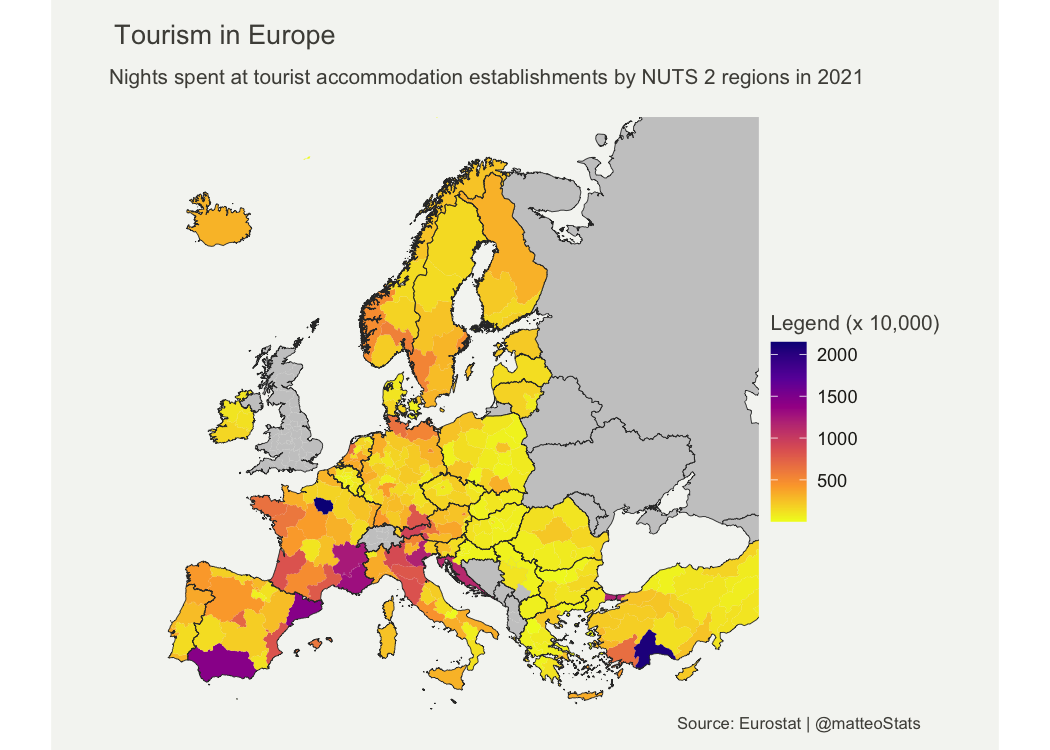 Tourism in Europe
Nights spent at tourist accommodation establishments by NUTS 2 regions in 2021
Legend (x 10,000)
2000
1500
1000
500
Source: Eurostat | @matteoStats